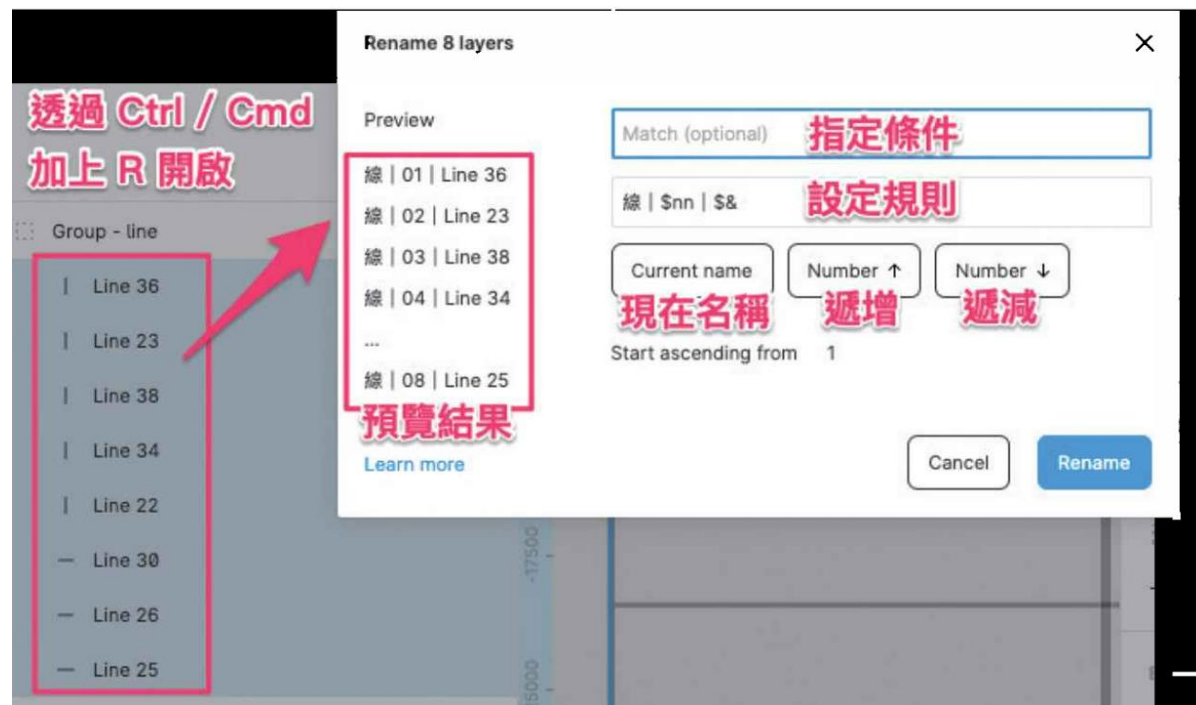 透過 Ctrl / Cmd
加上 R 開啟
Group - line
Line 36
Line 23
Line 38
Line 34
Line 22
Line 30
Line 26
Line 25
Rename 8 layers
Preview
線 | 01 | Line 36
線 | 02 | Line 23
線 | 03 | Line 38
線 | 04 | Line 34
...
線 | 08 | Line 25
預覽結果
Learn more
Match (optional) 指定條件
線 | $nn | $& 設定規則
Current name Number ↑ Number ↓
現在名稱 遞增 遞減
Start ascending from 1
Cancel Rename
-17500